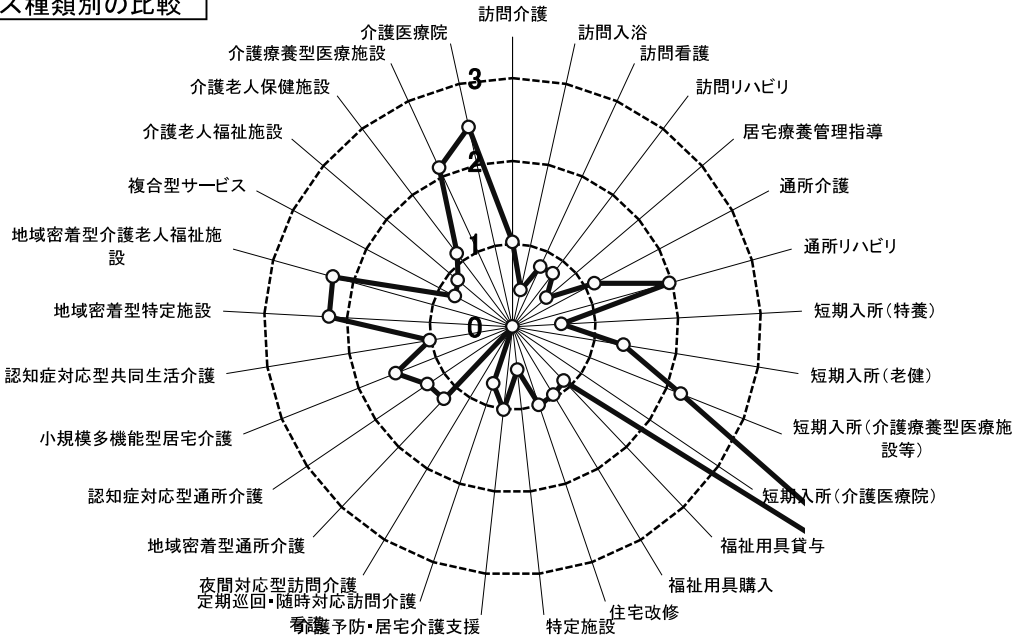 ス種類別の比較
訪問介護
訪問入浴
訪問看護
訪問リハビリ
居宅療養管理指導
通所介護
通所リハビリ
短期入所(特養)
短期入所(老健)
短期入所(介護療養型医療施
設等)
短期入所(介護医療院)
福祉用具貸与
福祉用具購入
住宅改修
特定施設
介護予防・居宅介護支援
定期巡回・随時対応訪問介護
看護
夜間対応型訪問介護
地域密着型通所介護
認知症対応型通所介護
小規模多機能型居宅介護
認知症対応型共同生活介護
地域密着型特定施設
地域密着型介護老人福祉施
設
複合型サービス
介護老人福祉施設
介護老人保健施設
介護療養型医療施設
介護医療院
3
2
1
0